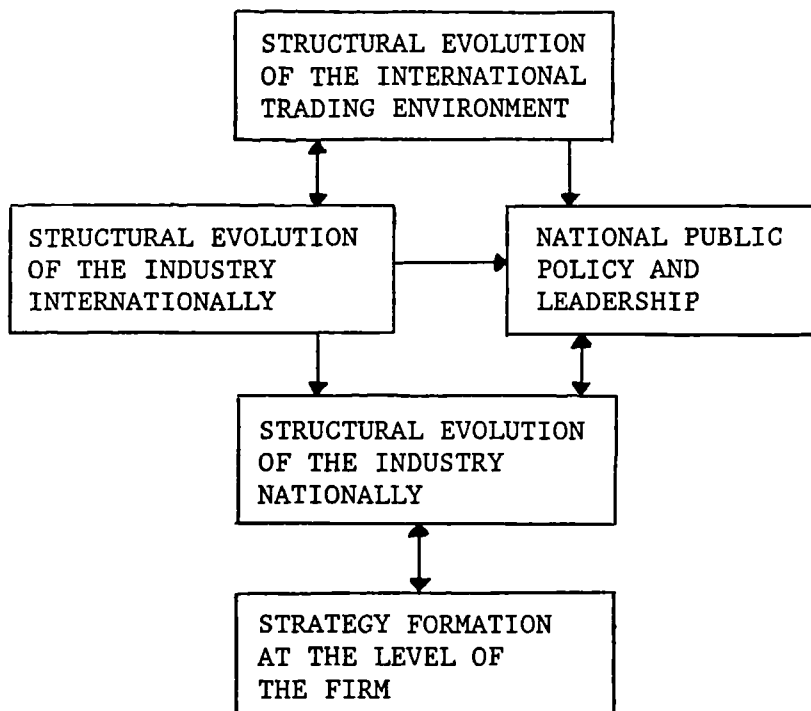 STRUCTURAL EVOLUTION
OF THE INTERNATIONAL
TRADING ENVIRONMENT
STRUCTURAL EVOLUTION
OF THE INDUSTRY
INTERNATIONALLY
NATIONAL PUBLIC
POLICY AND
LEADERSHIP
STRUCTURAL EVOLUTION
OF THE INDUSTRY
NATIONALLY
STRATEGY FORMATION
AT THE LEVEL OF
THE FIRM